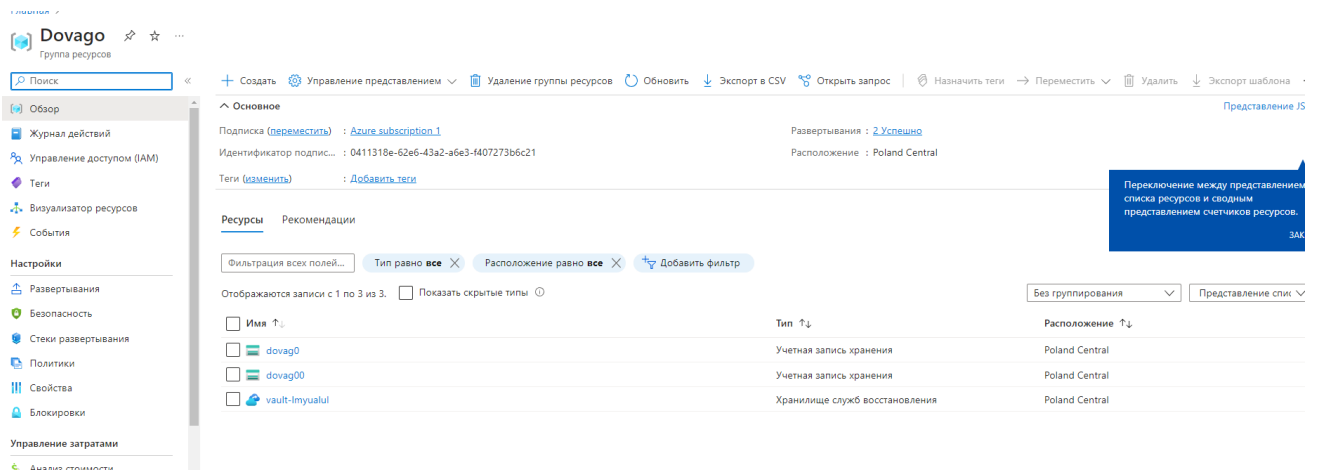 Главная >
Dovago
Группа ресурсов
Поиск
Обзор
Журнал действий
Управление доступом (IAM)
Теги
Визуализатор ресурсов
События
Настройки
Развертывания
Безопасность
Стеки развертывания
Политики
Свойства
Блокировки
Управление затратами
Анализ стоимости
Создать Управление представлением Удаление группы ресурсов Обновить Экспорт в CSV Открыть запрос Назначить теги Переместить Удалить Экспорт шаблона
Основное
Представление JS
Подписка (переместить) : Azure subscription 1
Развертывания : 2 Успешно
Идентификатор подпис... : 0411318e-62e6-43a2-a6e3-f407273b6c21
Расположение : Poland Central
Теги (изменить) : Добавить теги
Переключение между представлением
списка ресурсов и сводным
представлением счетчиков ресурсов.
ЗАК
Ресурсы Рекомендации
Фильтрация всех полей... Тип равно все Расположение равно все Добавить фильтр
Отображаются записи с 1 по 3 из 3. Показать скрытые типы
Без группирования Представление спис
Имя Тип Расположение
dovag0 Учетная запись хранения Poland Central
dovag00 Учетная запись хранения Poland Central
vault-lmyualul Хранилище служб восстановления Poland Central